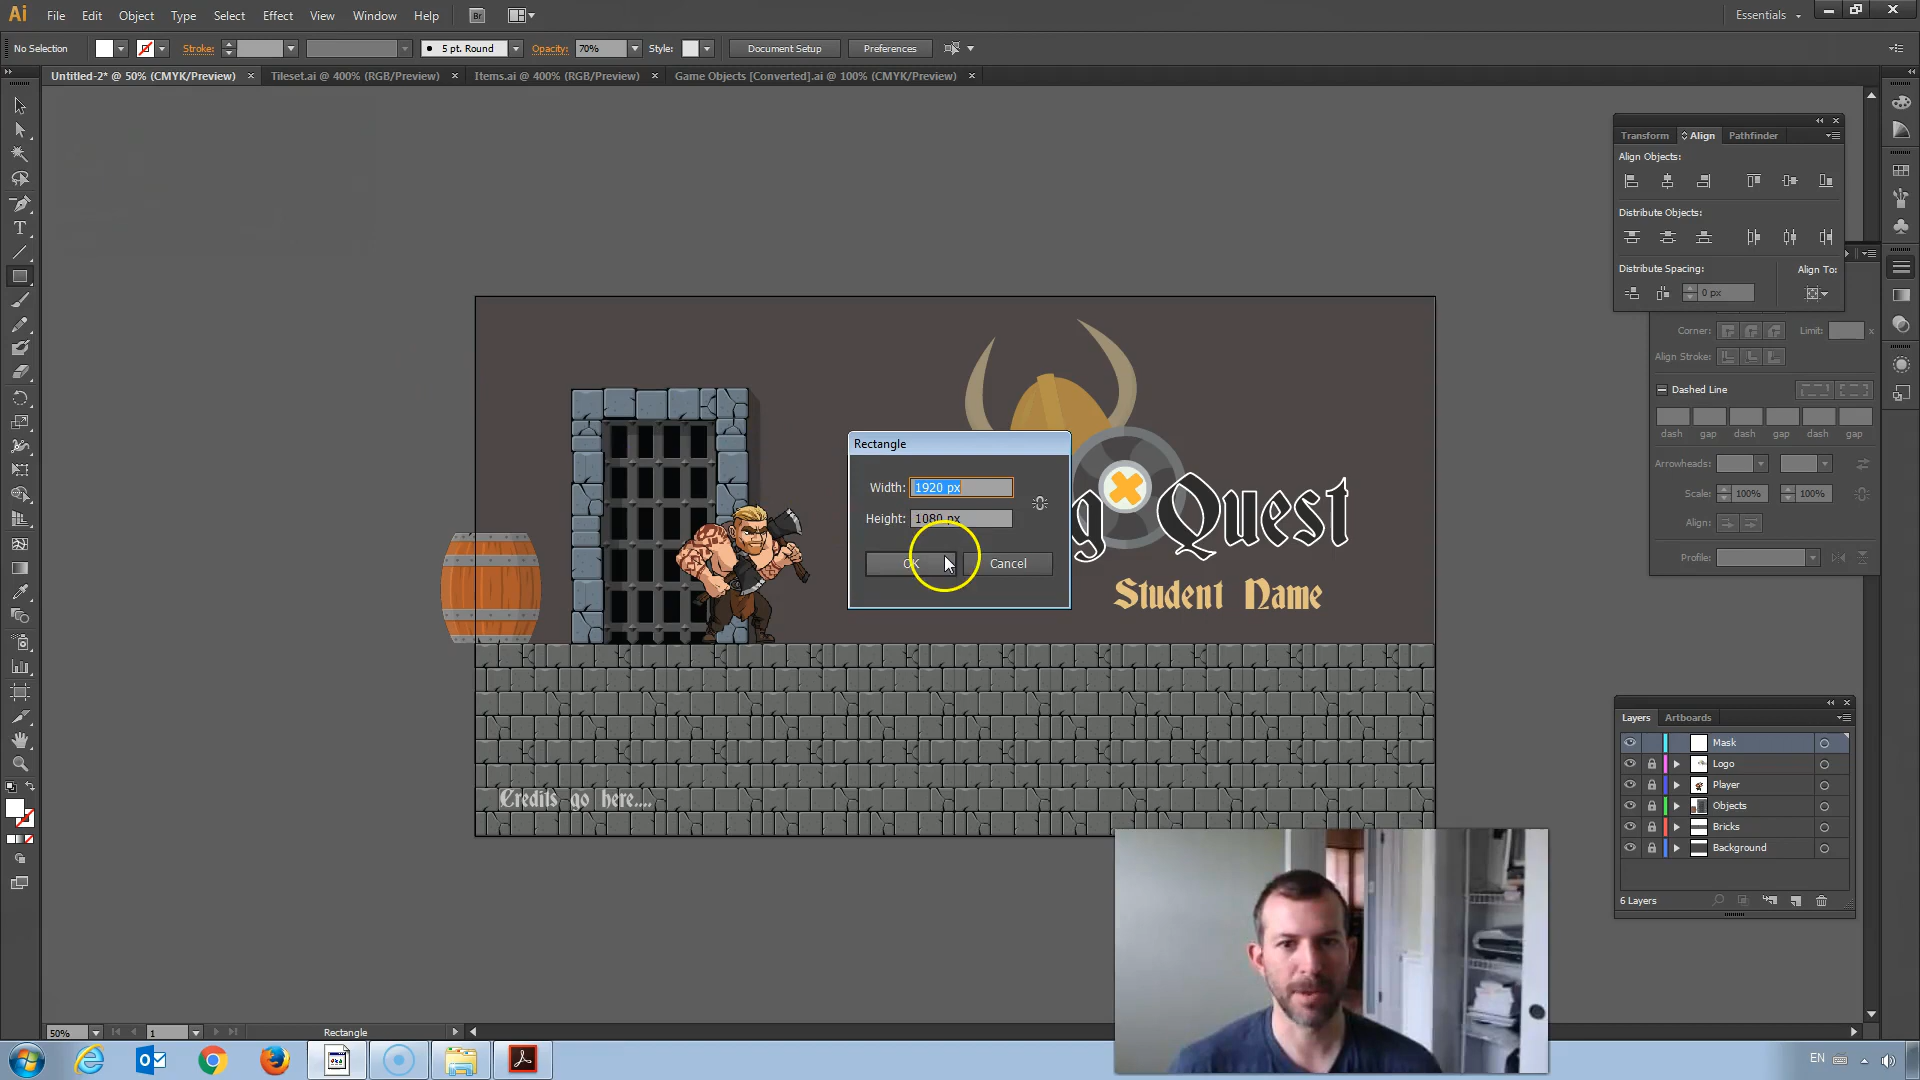 Ai File Edit Object Type Select Effect View Window Help Br Essentials
No Selection Stroke: 5 pt. Round Opacity: 70% Style: Document Setup Preferences
Untitled-2* @ 50% (CMYK/Preview) Tileset.ai @ 400% (RGB/Preview) Items.ai @ 400% (RGB/Preview) Game Objects [Converted].ai @ 100% (CMYK/Preview)
Transform Align Pathfinder
Align Objects:
Distribute Objects:
Distribute Spacing: Align To:
0 px
Corner: Limit: x
Align Stroke:
Dashed Line
dash gap dash gap dash gap
Arrowheads:
Scale: 100% 100%
Align:
Profile:
Rectangle
Width: 1920 px
Height: 1080 px
OK Cancel
g Quest
Student Name
Credits go here....
Layers Artboards
Mask
Logo
Player
Objects
Bricks
Background
6 Layers
50% 1 Rectangle
EN